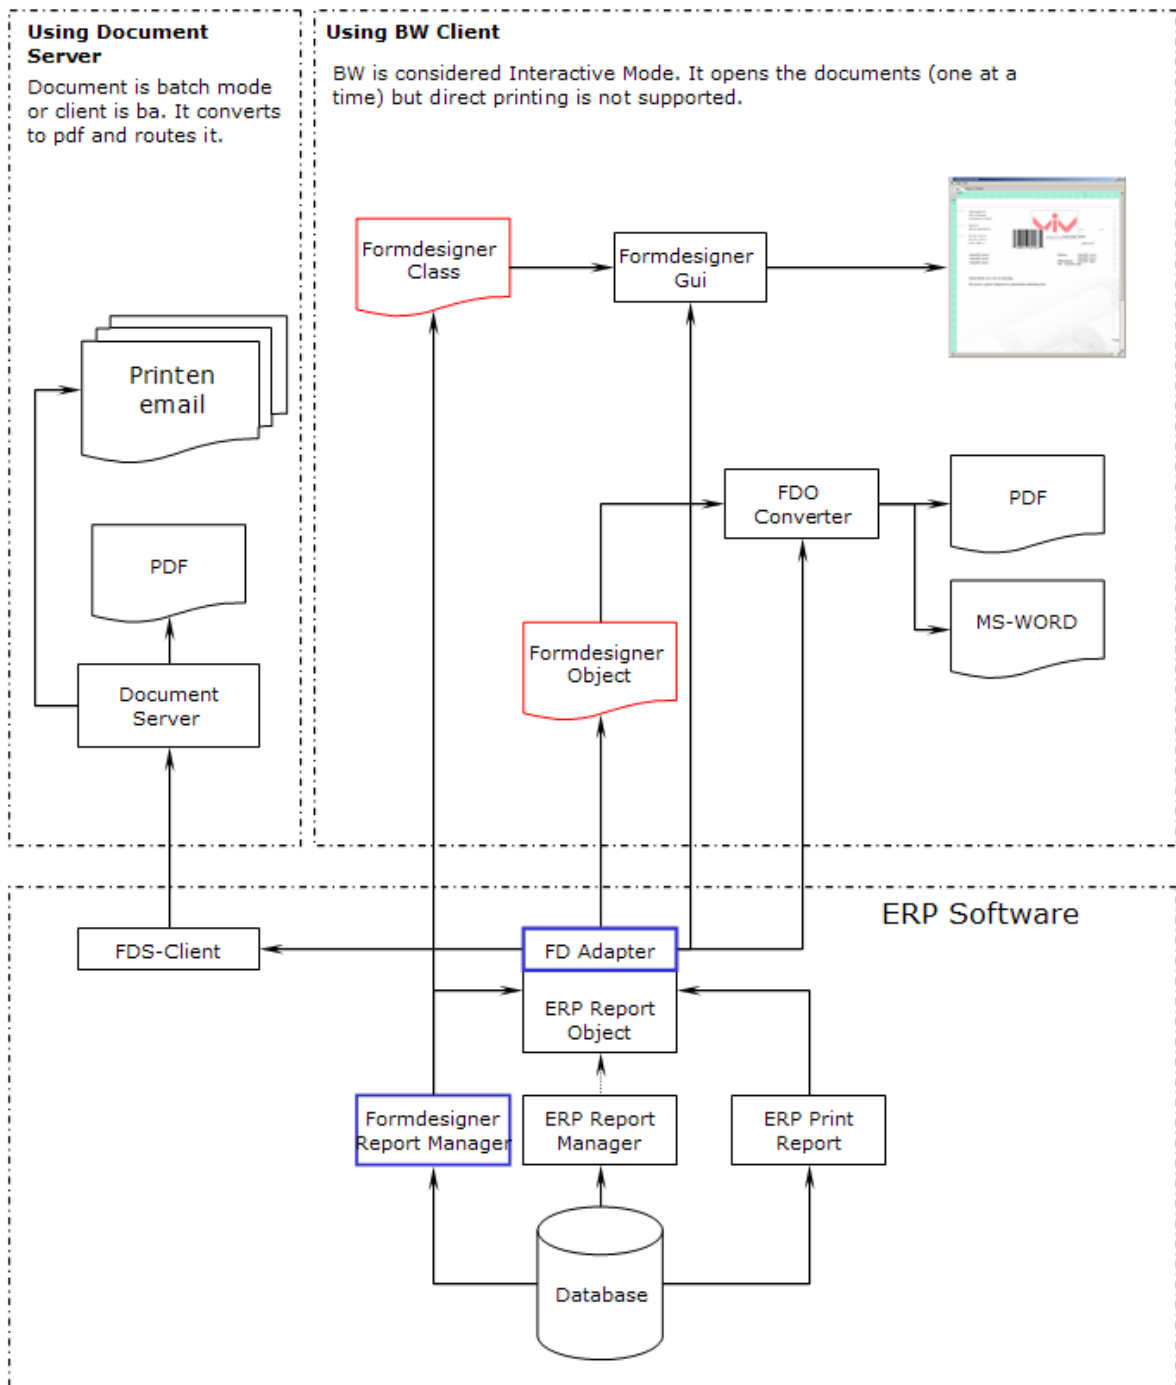 Using Document
Server
Document is batch mode
or client is ba. It converts
to pdf and routes it.
Using BW Client
BW is considered Interactive Mode. It opens the documents (one at a
time) but direct printing is not supported.
Formdesigner
Class
Formdesigner
Gui
Printen
email
FDO
Converter
PDF
PDF
MS-WORD
Formdesigner
Object
Document
Server
ERP Software
FDS-Client
FD Adapter
ERP Report
Object
Formdesigner
Report Manager
ERP Report
Manager
ERP Print
Report
Database